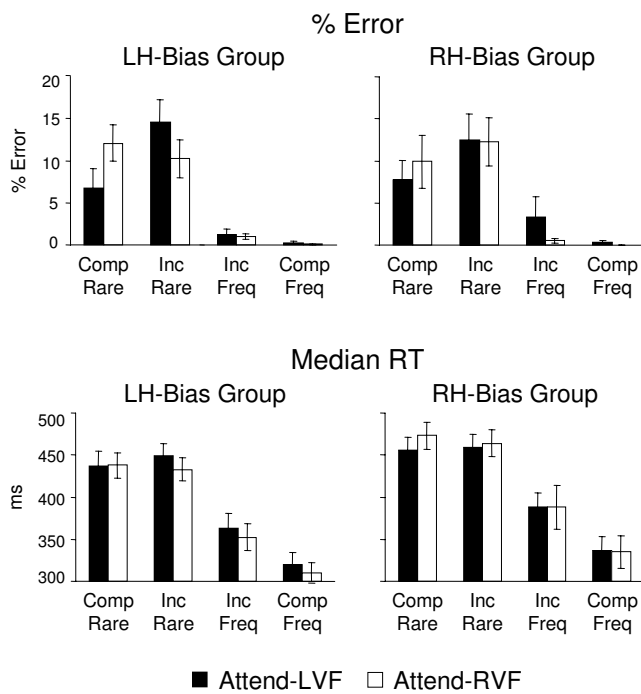 % Error
LH-Bias Group
RH-Bias Group
% Error
20
15
10
5
0
Comp Rare
Inc Rare
Inc Freq
Comp Freq
Comp Rare
Inc Rare
Inc Freq
Comp Freq
Median RT
LH-Bias Group
RH-Bias Group
ms
500
450
400
350
300
Comp Rare
Inc Rare
Inc Freq
Comp Freq
Comp Rare
Inc Rare
Inc Freq
Comp Freq
Attend-LVF
Attend-RVF